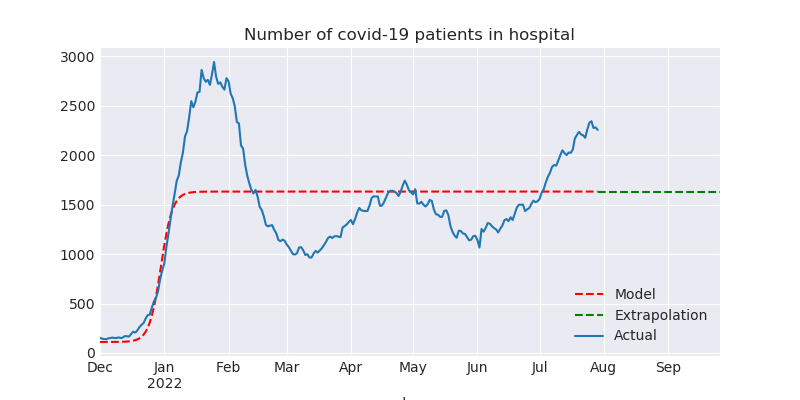 Number of covid-19 patients in hospital
3000
2500
2000
1500
1000
500
0
Model
Extrapolation
Actual
Dec Jan Feb Mar Apr May Jun Jul Aug Sep
2022